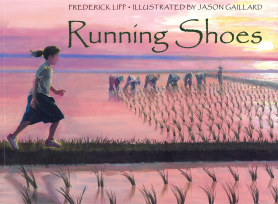 FREDERICK LIPP • ILLUSTRATED BY JASON GAILLARD
Running Shoes